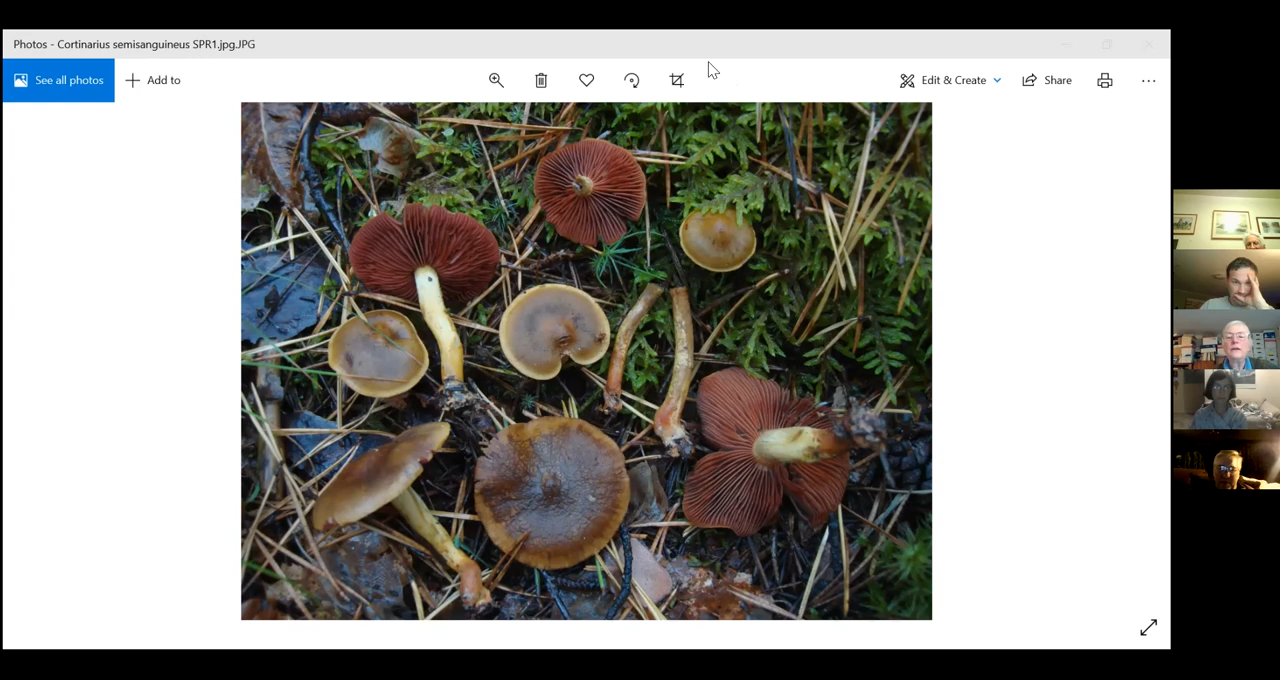 Photos - Cortinarius semisanguineus SPR1.jpg.JPG
See all photos
Add to
Edit & Create
Share